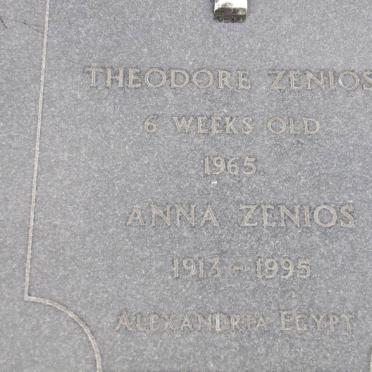 THEODORE ZENIOS
6 WEEKS OLD
1965
ANNA ZENIOS
1913 - 1995
ALEXANDRIA EGYPT